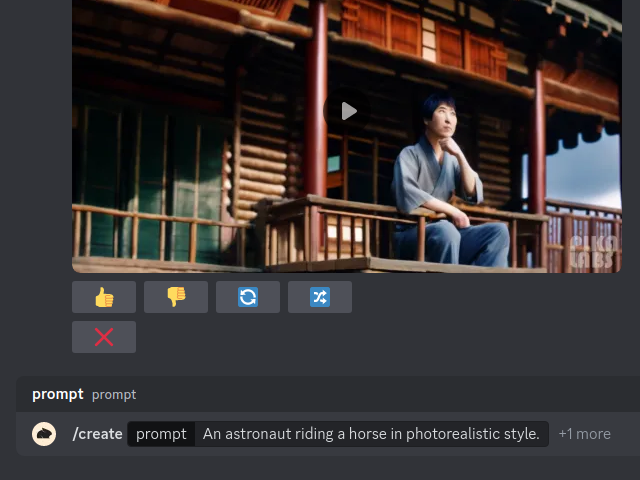 PIKA
LABS
prompt prompt
/create prompt An astronaut riding a horse in photorealistic style. +1 more